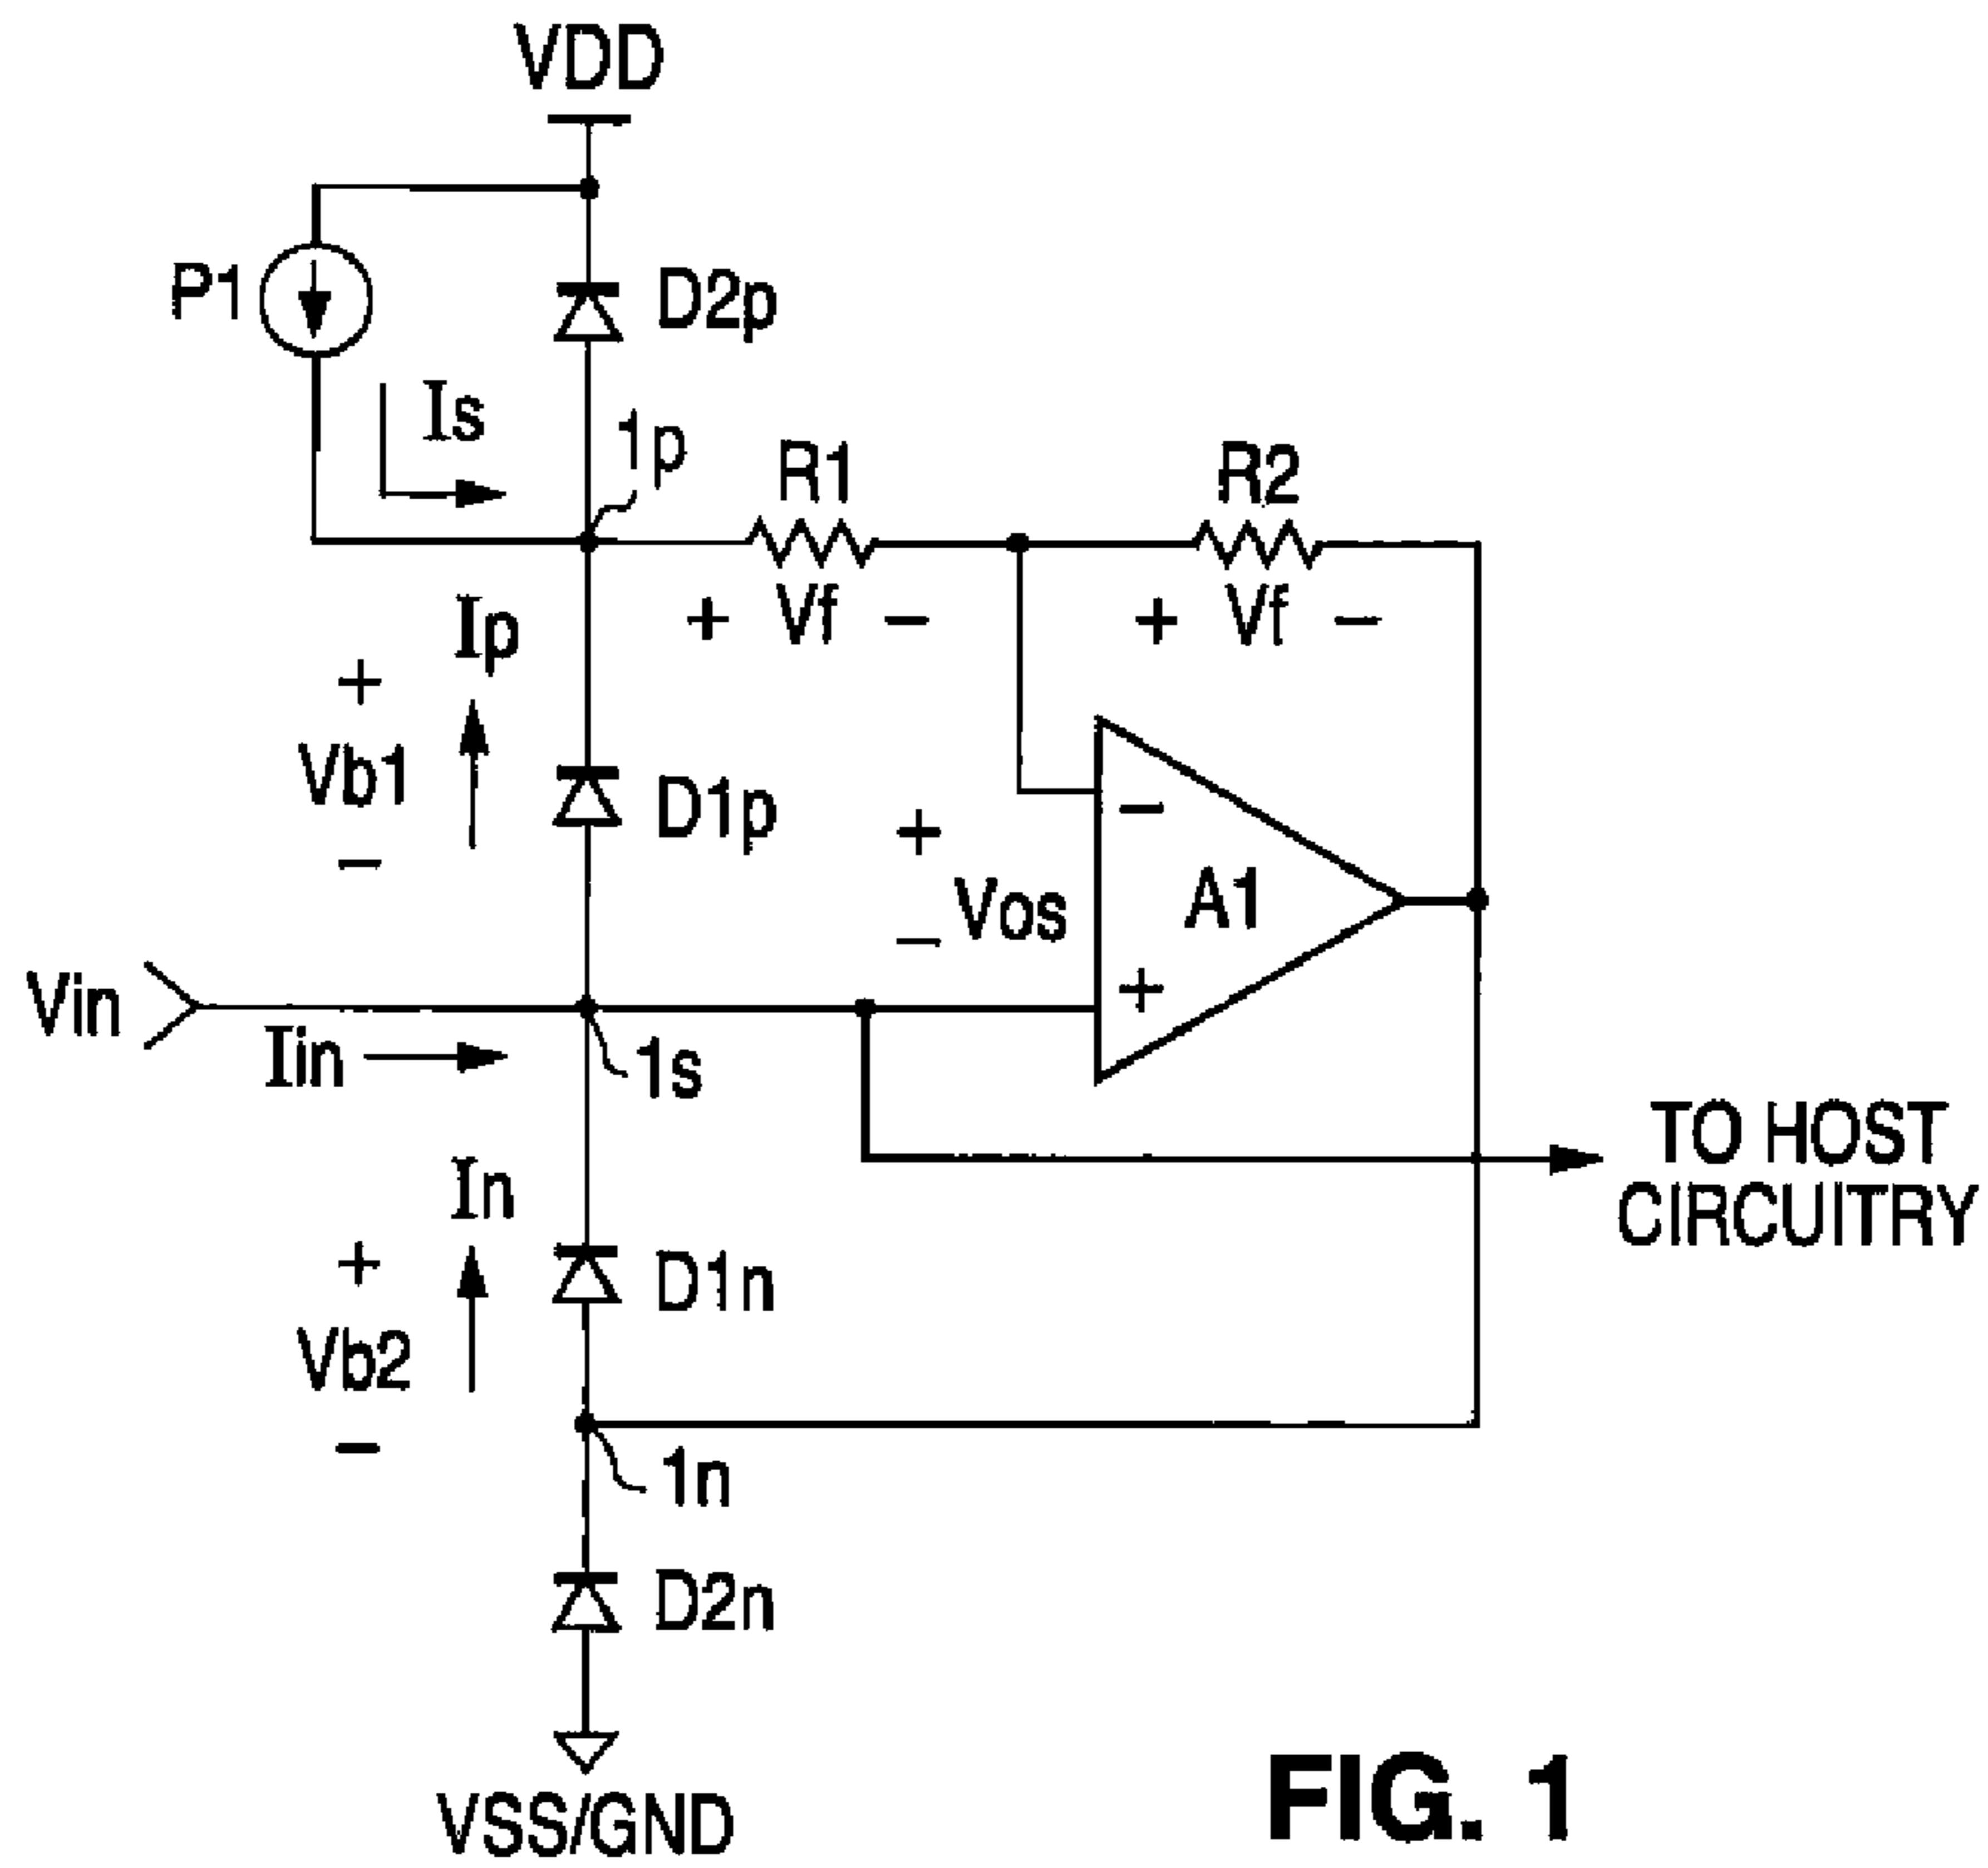 VDD
P1
D2p
Is
1p
R1
R2
Ip
+ Vf −
+ Vf −
+
Vb1
−
D1p
−
+
Vos
−
A1
+
Vin
Iin
1s
TO HOST
CIRCUITRY
In
+
Vb2
−
D1n
1n
D2n
VSS/GND
FIG. 1